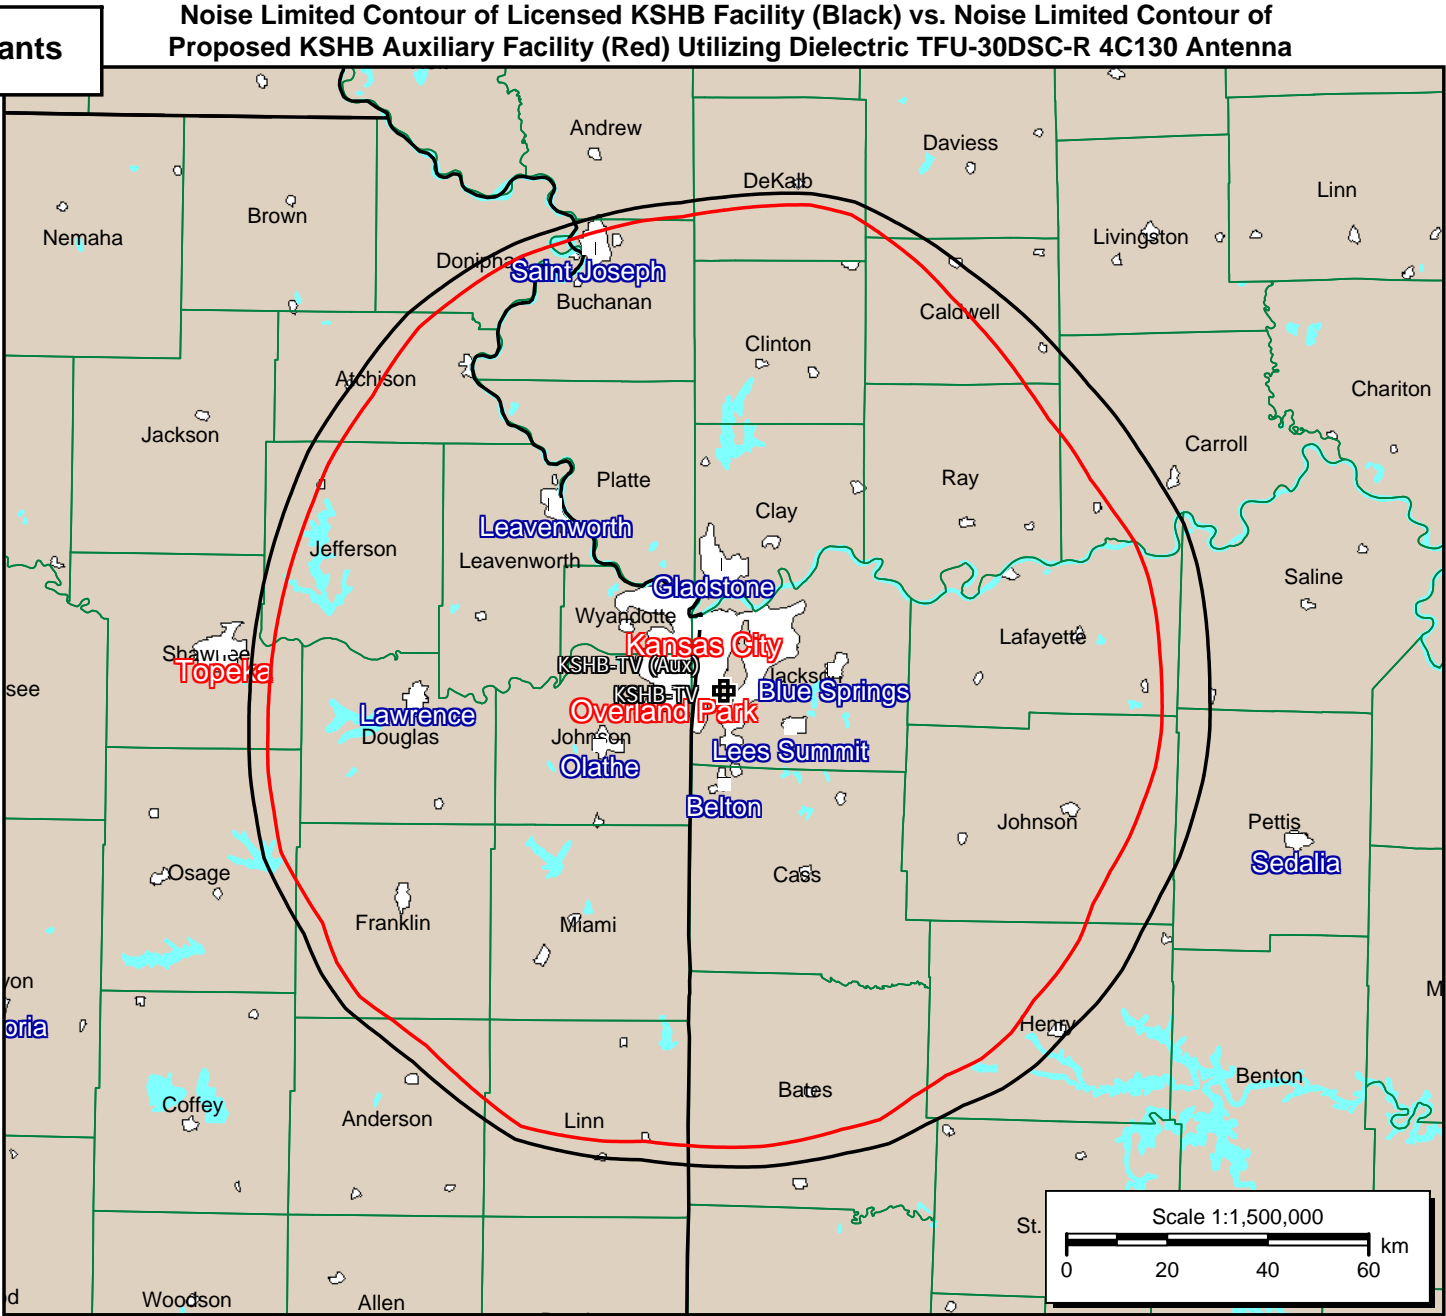 Noise Limited Contour of Licensed KSHB Facility (Black) vs. Noise Limited Contour of
Proposed KSHB Auxiliary Facility (Red) Utilizing Dielectric TFU-30DSC-R 4C130 Antenna
ants
Andrew
Daviess
DeKalb
Linn
Brown
Nemaha
Livingston
Donipha
Saint Joseph
Buchanan
Caldwell
Clinton
Atchison
Chariton
Jackson
Carroll
Platte
Ray
Clay
Leavenworth
Jefferson
Leavenworth
Saline
Gladstone
Wyandotte
Lafayette
Kansas City
Shawnee
KSHB-TV (Aux)
Topeka
Jackson
see
KSHB-TV
Blue Springs
Overland Park
Lawrence
Douglas
Johnson
Lees Summit
Olathe
Belton
Johnson
Pettis
Sedalia
Osage
Cass
Franklin
Miami
yon
M
oria
Henry
Benton
Bates
Coffey
Anderson
Linn
St.
Scale 1:1,500,000
km
0 20 40 60
d
Woodson
Allen